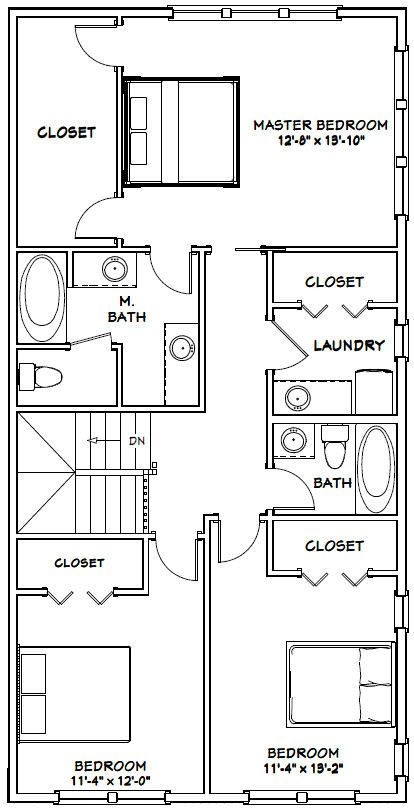 CLOSET
MASTER BEDROOM
12'-8" x 13'-10"
CLOSET
M.
BATH
LAUNDRY
DN
BATH
CLOSET
CLOSET
BEDROOM
11'-4" x 12'-0"
BEDROOM
11'-4" x 13'-2"